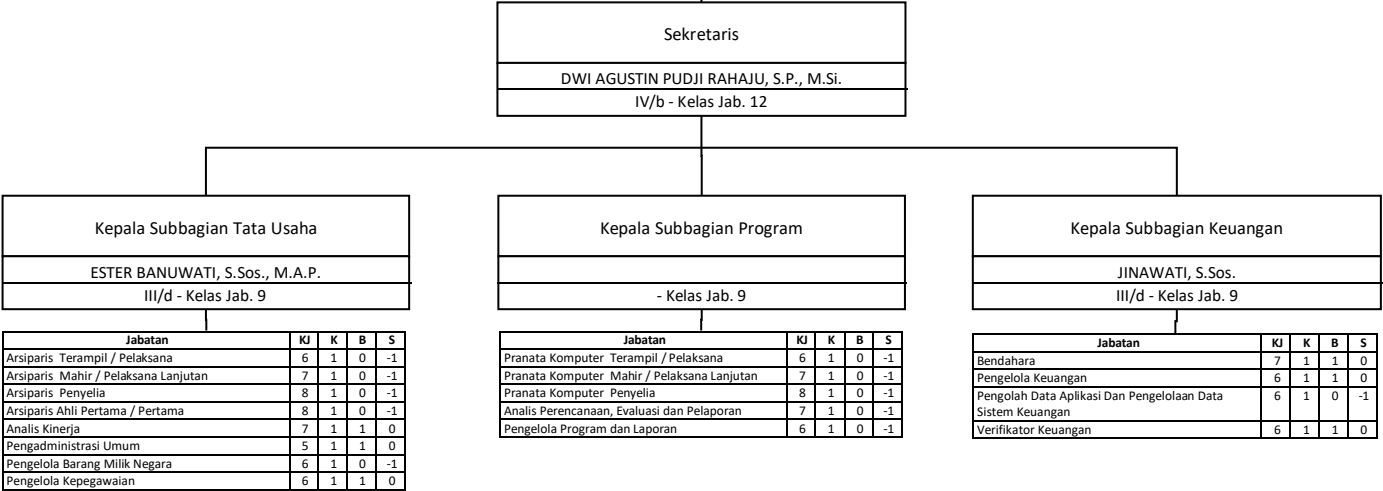 Sekretaris
DWI AGUSTIN PUDJI RAHAJU, S.P., M.Si.
IV/b - Kelas Jab. 12
Kepala Subbagian Tata Usaha
ESTER BANUWATI, S.Sos., M.A.P.
III/d - Kelas Jab. 9
Jabatan KJ K B S
Arsiparis Terampil / Pelaksana 6 1 0 -1
Arsiparis Mahir / Pelaksana Lanjutan 7 1 0 -1
Arsiparis Penyelia 8 1 0 -1
Arsiparis Ahli Pertama / Pertama 8 1 0 -1
Analis Kinerja 7 1 1 0
Pengadministrasi Umum 5 1 1 0
Pengelola Barang Milik Negara 6 1 0 -1
Pengelola Kepegawaian 6 1 1 0
Kepala Subbagian Program
- Kelas Jab. 9
Jabatan KJ K B S
Pranata Komputer Terampil / Pelaksana 6 1 0 -1
Pranata Komputer Mahir / Pelaksana Lanjutan 7 1 0 -1
Pranata Komputer Penyelia 8 1 0 -1
Analis Perencanaan, Evaluasi dan Pelaporan 7 1 0 -1
Pengelola Program dan Laporan 6 1 0 -1
Kepala Subbagian Keuangan
JINAWATI, S.Sos.
III/d - Kelas Jab. 9
Jabatan KJ K B S
Bendahara 7 1 1 0
Pengelola Keuangan 6 1 1 0
Pengolah Data Aplikasi Dan Pengelolaan Data 6 1 0 -1
Sistem Keuangan
Verifikator Keuangan 6 1 1 0